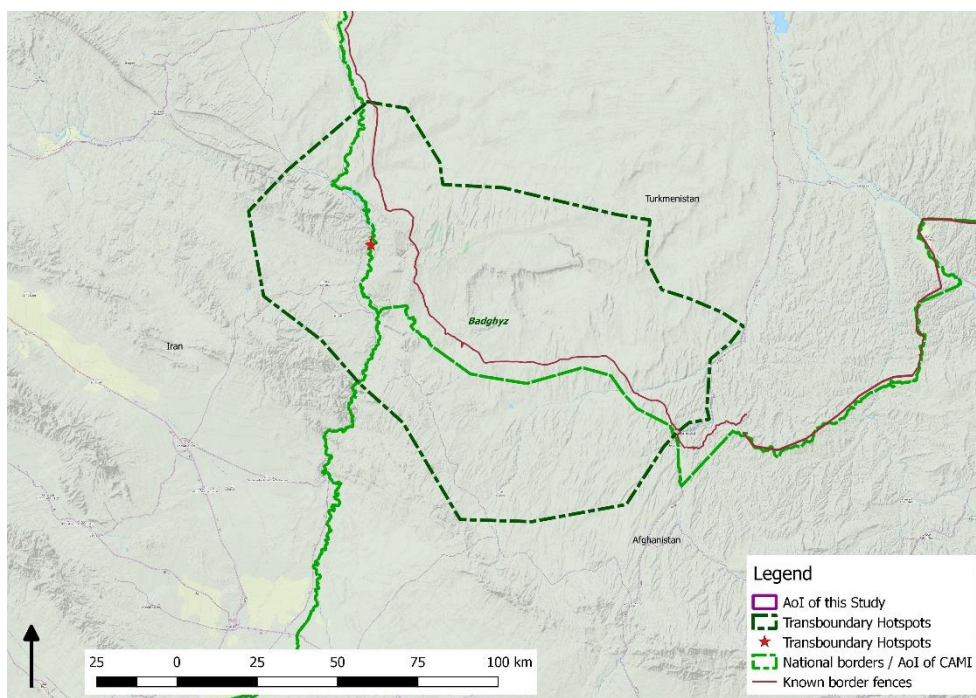 Turkmenistan
Badghyz
Iran
Afghanistan
Legend
AoI of this Study
Transboundary Hotspots
Transboundary Hotspots
National borders / AoI of CAMI
Known border fences
25 0 25 50 75 100 km